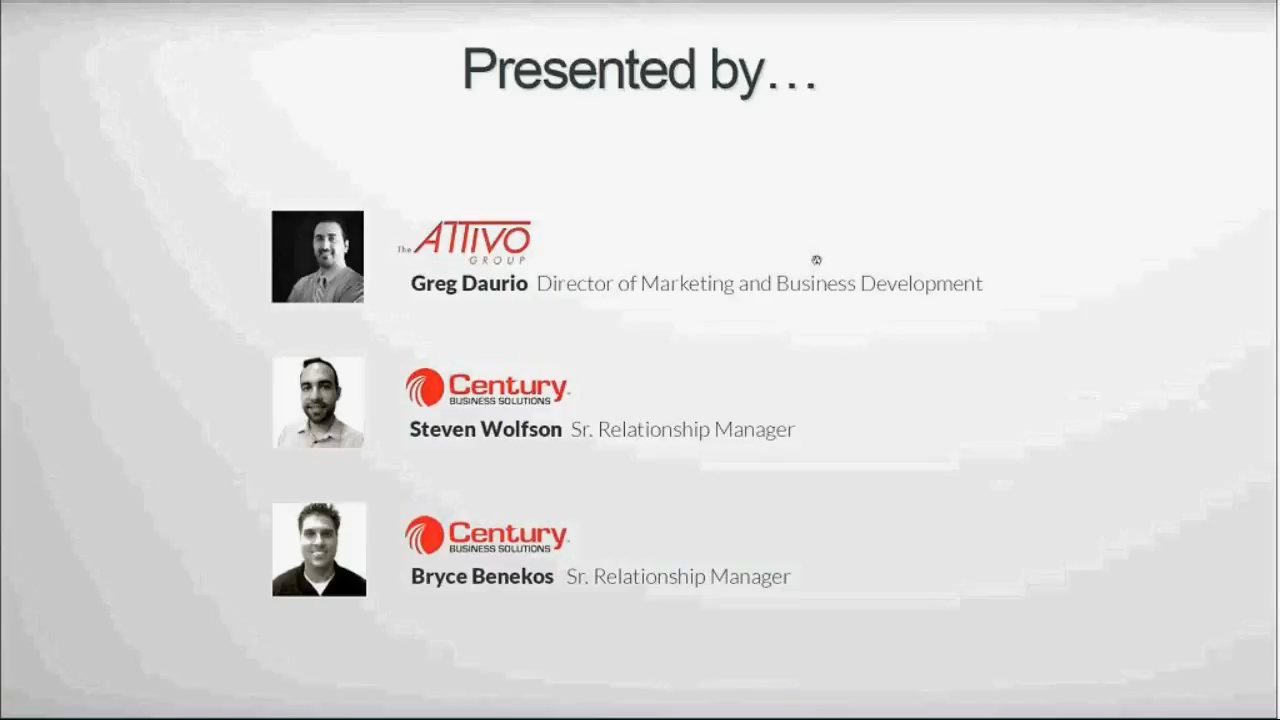 Presented by…
The ATTIVO
GROUP
Greg Daurio Director of Marketing and Business Development
Century
BUSINESS SOLUTIONS
Steven Wolfson Sr. Relationship Manager
Century
BUSINESS SOLUTIONS
Bryce Benekos Sr. Relationship Manager